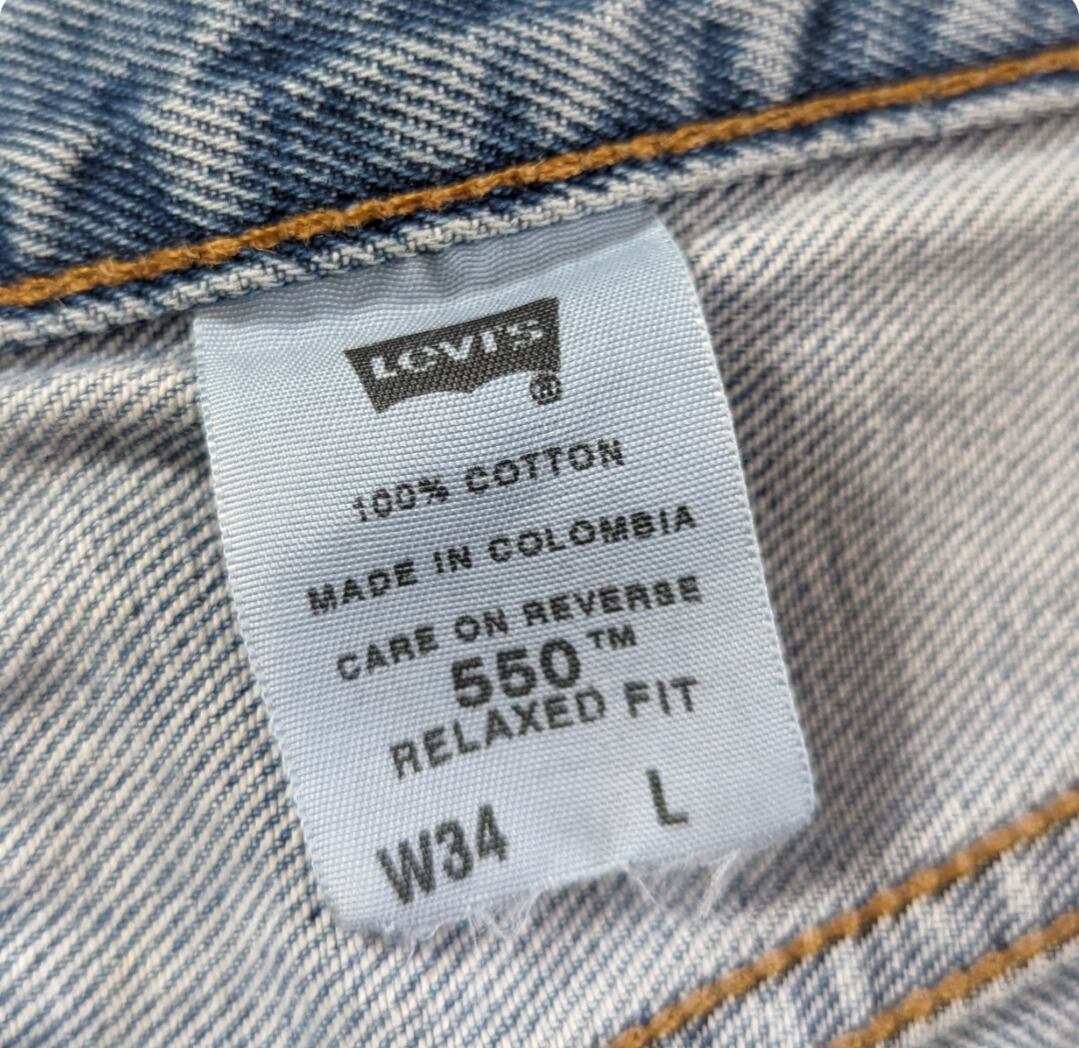 LEVI'S ®
100% COTTON
MADE IN COLOMBIA
CARE ON REVERSE
550™
RELAXED FIT
W34 L